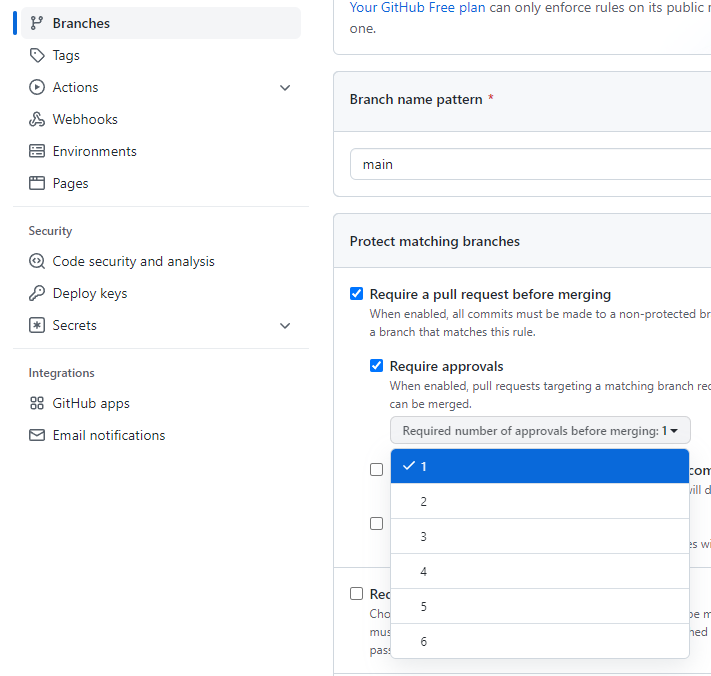 Branches
Tags
Actions
Webhooks
Environments
Pages
Security
Code security and analysis
Deploy keys
Secrets
Integrations
GitHub apps
Email notifications
Your GitHub Free plan can only enforce rules on its public
one.
Branch name pattern *
main
Protect matching branches
Require a pull request before merging
When enabled, all commits must be made to a non-protected
a branch that matches this rule.
Require approvals
When enabled, pull requests targeting a matching branch
can be merged.
Required number of approvals before merging: 1
1
2
3
4
5
6